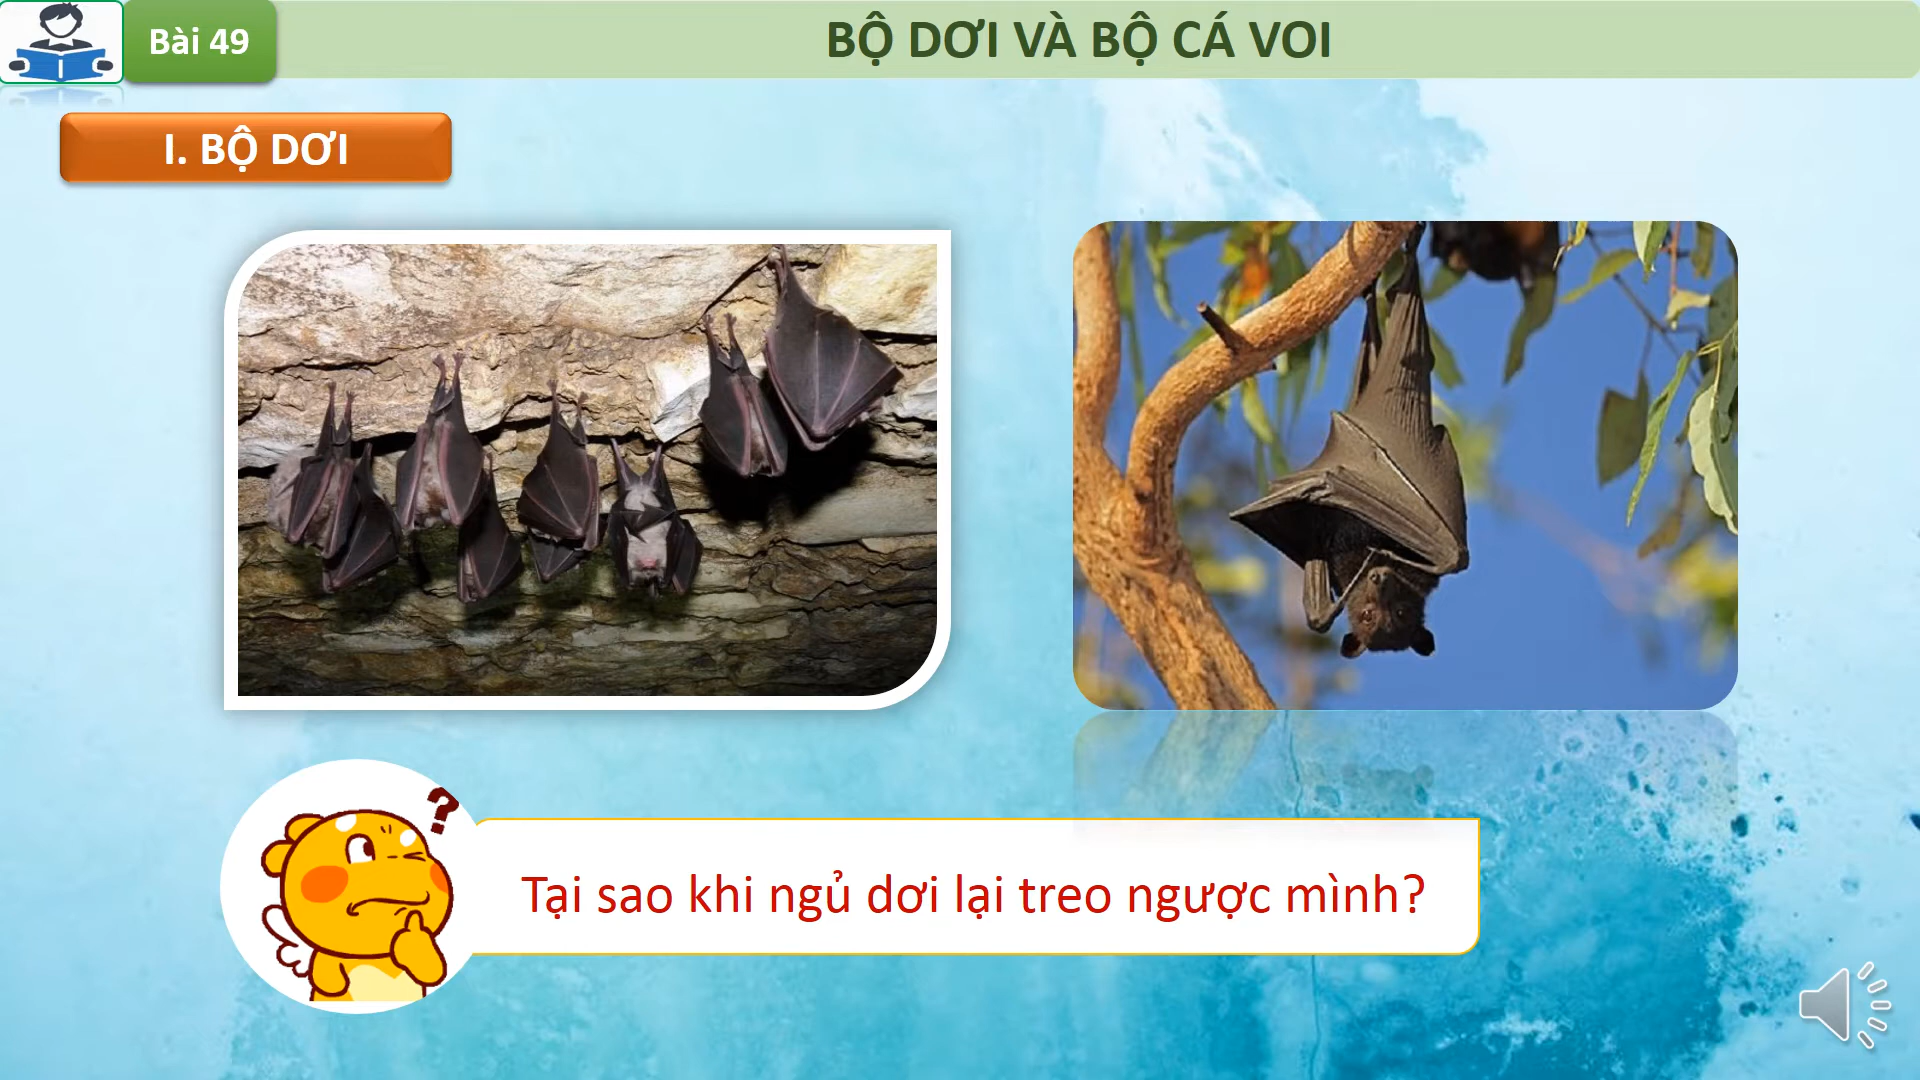 Bài 49
BỘ DƠI VÀ BỘ CÁ VOI
I. BỘ DƠI
?
Tại sao khi ngủ dơi lại treo ngược mình?